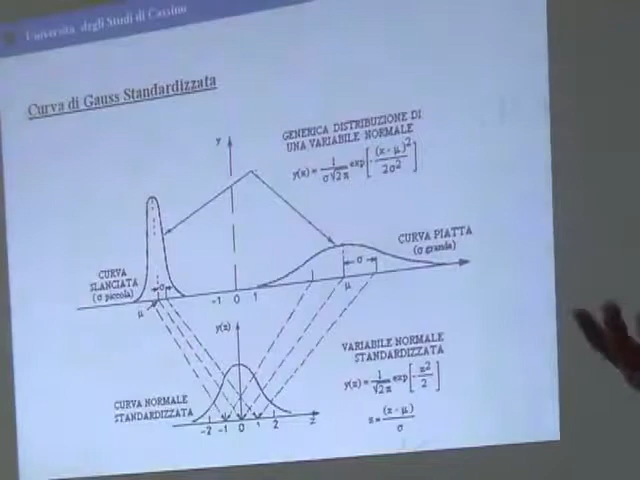 Università degli Studi di Cassino
Curva di Gauss Standardizzata
y
GENERICA DISTRIBUZIONE DI
UNA VARIABILE NORMALE
y(x) = 1/(σ√2π) exp[-(x - μ)²/2σ²]
CURVA PIATTA
(σ grande)
CURVA
SLANCIATA
(σ piccola)
σ
σ
μ
-1 0 1
μ
y(z)
VARIABILE NORMALE
STANDARDIZZATA
y(z) = 1/√2π exp[-z²/2]
z = (x - μ)/σ
CURVA NORMALE
STANDARDIZZATA
-2 -1 0 1 2 z